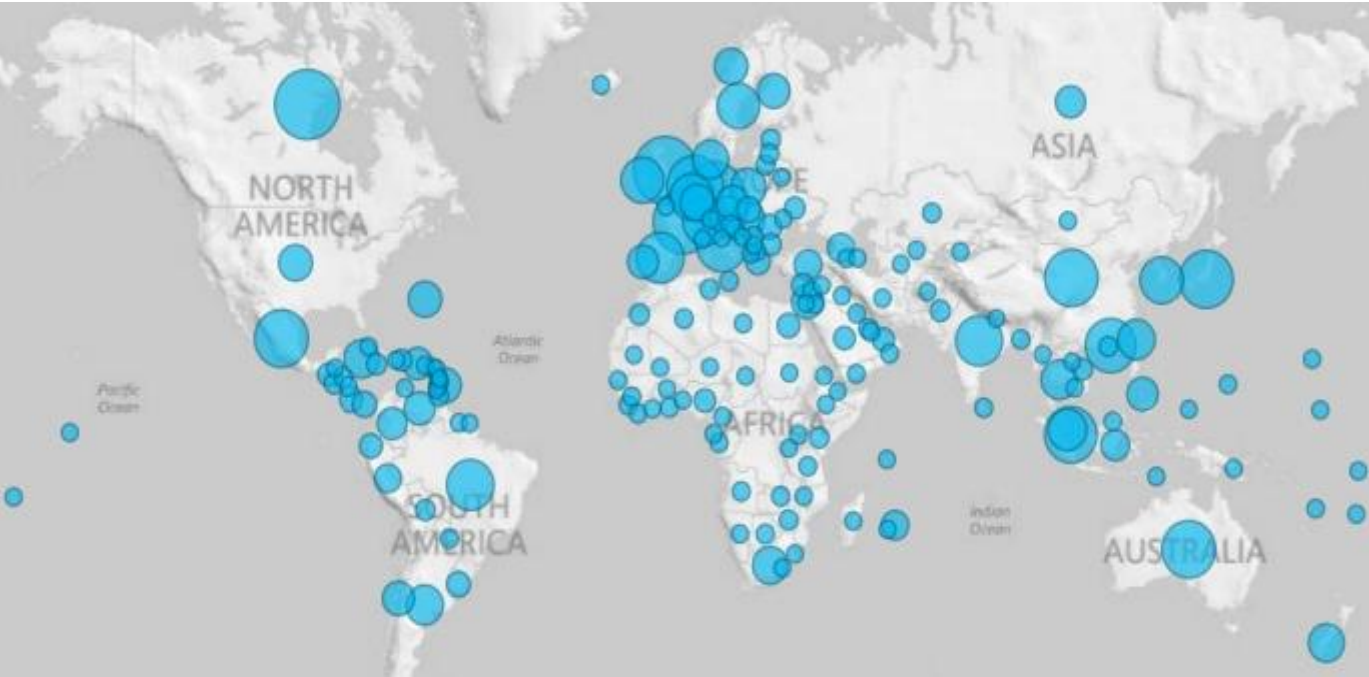 ASIA
NORTH
AMERICA
Atlantic
Ocean
Pacific
Ocean
AFRICA
SOUTH
AMERICA
Indian
Ocean
AUSTRALIA